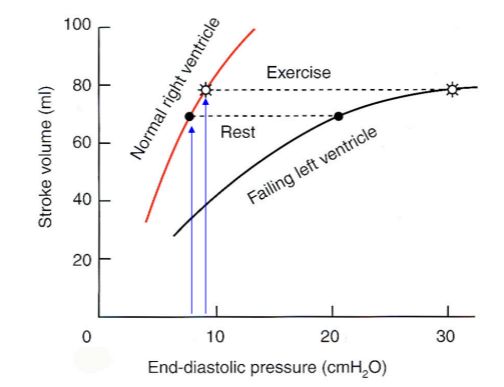 100
80
60
40
20
0
10
20
30
Stroke volume (ml)
End-diastolic pressure (cmH₂O)
Normal right ventricle
Exercise
Rest
Failing left ventricle